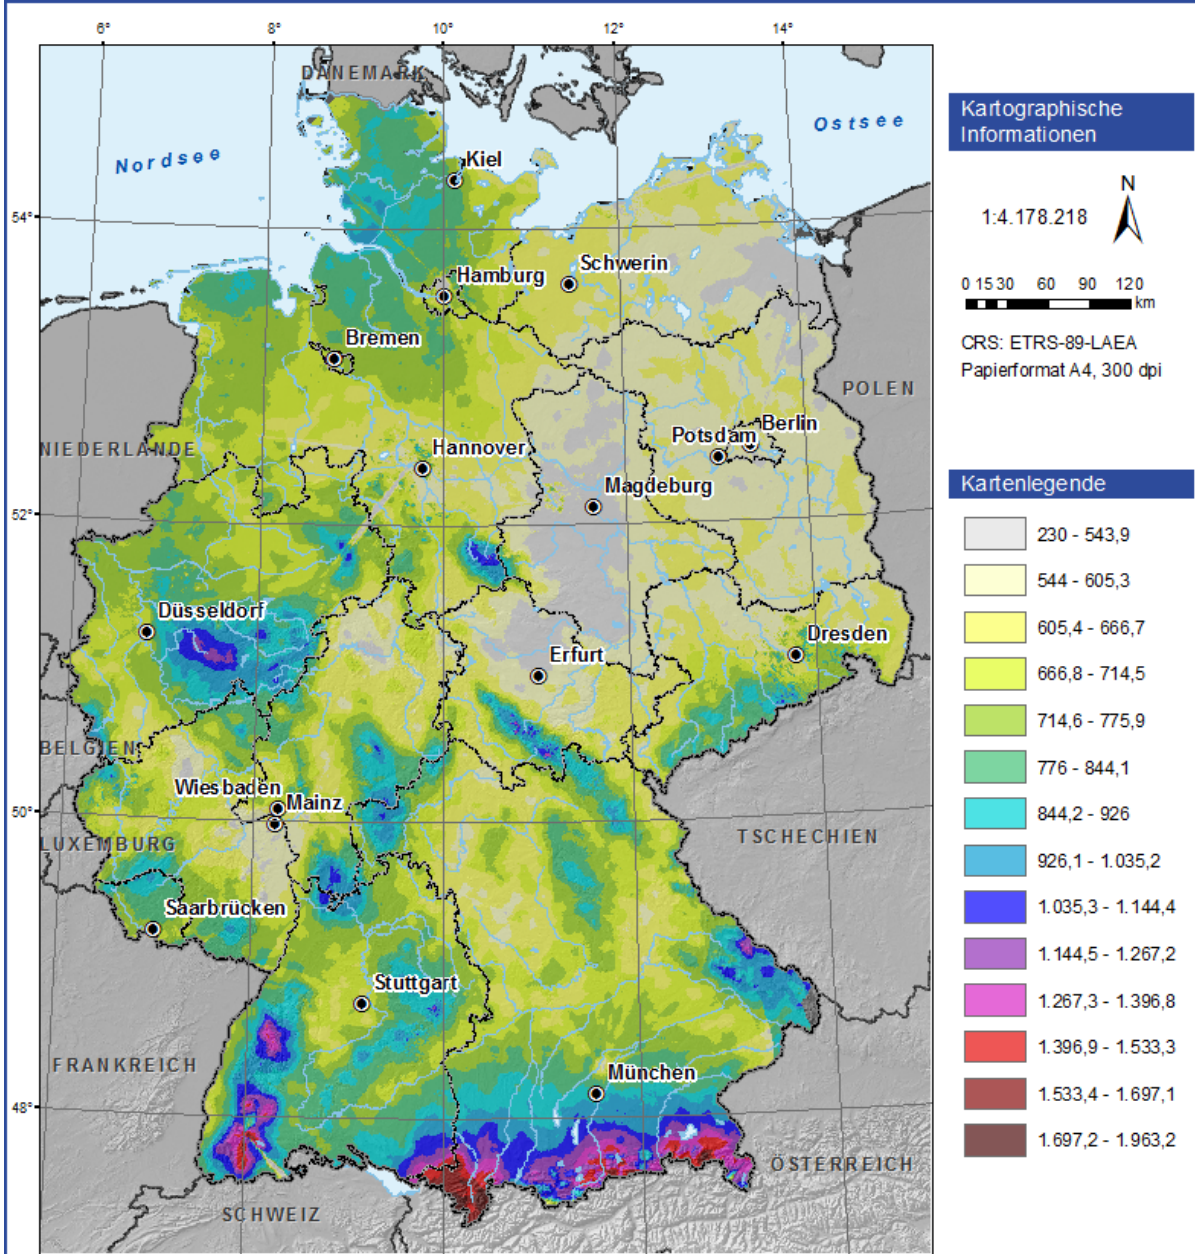 6°
8°
10°
12°
14°
DÄNEMARK
Nordsee
Ostsee
Kiel
54°
Hamburg
Schwerin
Bremen
POLEN
NIEDERLANDE
Hannover
Potsdam
Berlin
Magdeburg
52°
Düsseldorf
Dresden
Erfurt
BELGIEN
Wiesbaden
Mainz
50°
LUXEMBURG
TSCHECHIEN
Saarbrücken
Stuttgart
FRANKREICH
München
48°
ÖSTERREICH
SCHWEIZ
Kartographische
Informationen
N
1:4.178.218
0 15 30 60 90 120
km
CRS: ETRS-89-LAEA
Papierformat A4, 300 dpi
Kartenlegende
230 - 543,9
544 - 605,3
605,4 - 666,7
666,8 - 714,5
714,6 - 775,9
776 - 844,1
844,2 - 926
926,1 - 1.035,2
1.035,3 - 1.144,4
1.144,5 - 1.267,2
1.267,3 - 1.396,8
1.396,9 - 1.533,3
1.533,4 - 1.697,1
1.697,2 - 1.963,2